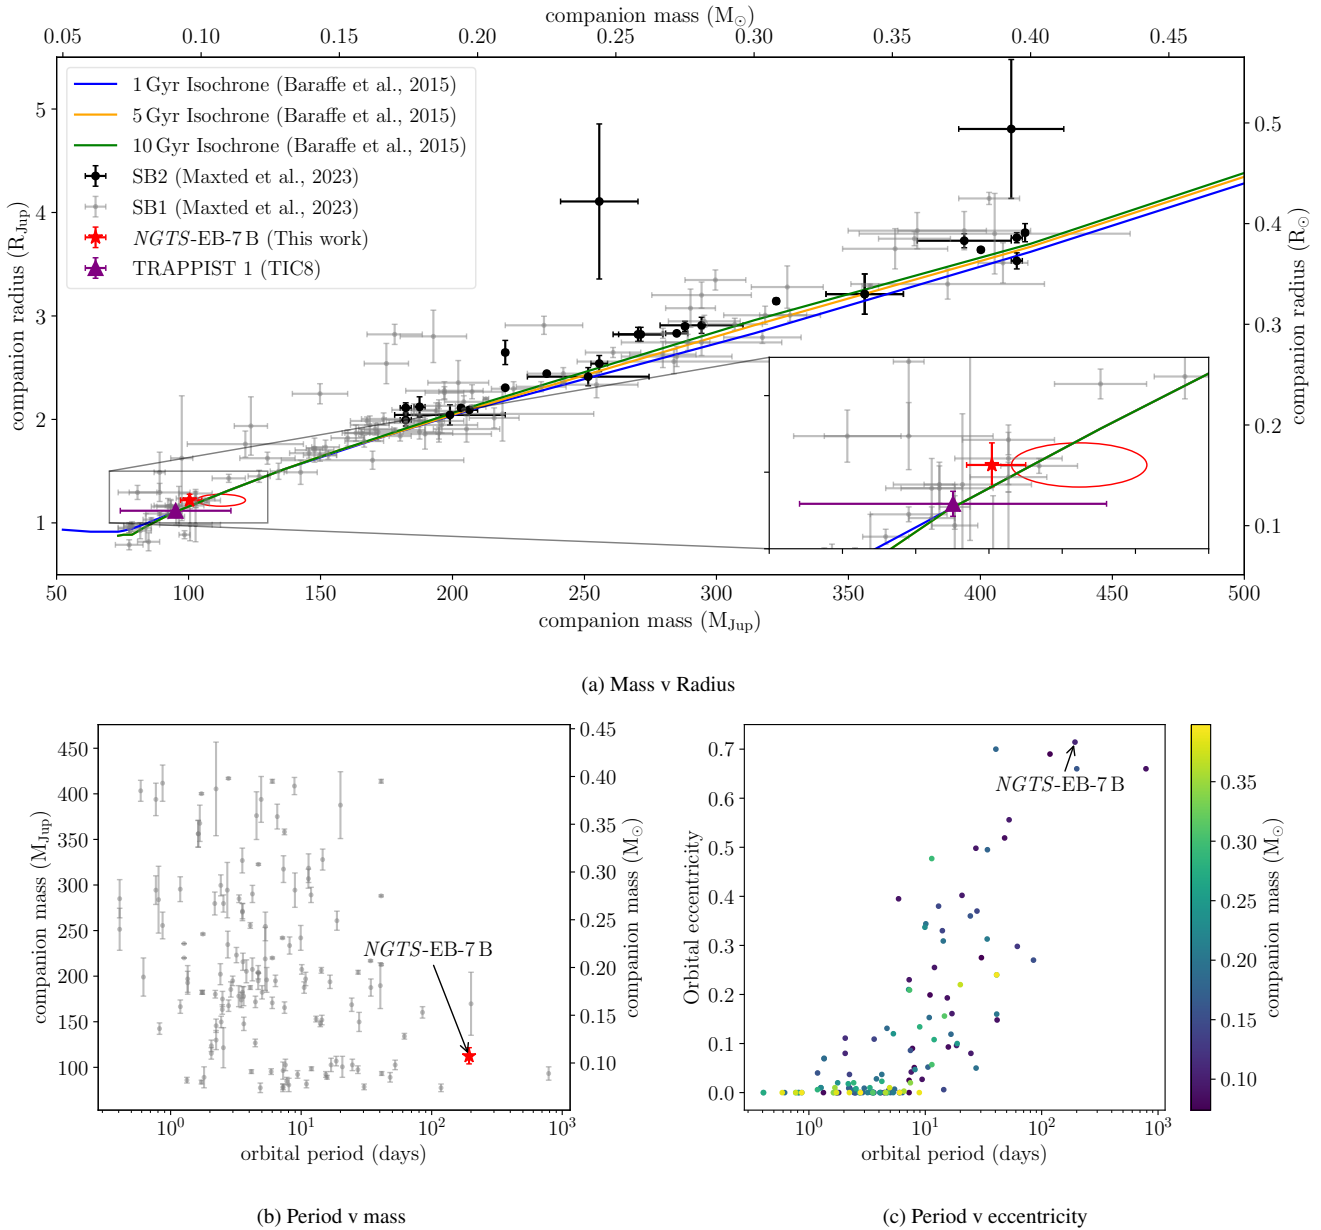 companion mass (M☉)
0.05 0.10 0.15 0.20 0.25 0.30 0.35 0.40 0.45
1 Gyr Isochrone (Baraffe et al., 2015)
5 Gyr Isochrone (Baraffe et al., 2015)
10 Gyr Isochrone (Baraffe et al., 2015)
SB2 (Maxted et al., 2023)
SB1 (Maxted et al., 2023)
NGTS-EB-7 B (This work)
TRAPPIST 1 (TIC8)
companion radius (RJup)
5
4
3
2
1
companion radius (R☉)
0.5
0.4
0.3
0.2
0.1
50 100 150 200 250 300 350 400 450 500
companion mass (MJup)
(a) Mass v Radius
companion mass (MJup)
450
400
350
300
250
200
150
100
NGTS-EB-7 B
companion mass (M☉)
0.45
0.40
0.35
0.30
0.25
0.20
0.15
0.10
10⁰ 10¹ 10² 10³
orbital period (days)
(b) Period v mass
Orbital eccentricity
0.7
0.6
0.5
0.4
0.3
0.2
0.1
0.0
NGTS-EB-7 B
10⁰ 10¹ 10² 10³
orbital period (days)
companion mass (M☉)
0.35
0.30
0.25
0.20
0.15
0.10
(c) Period v eccentricity